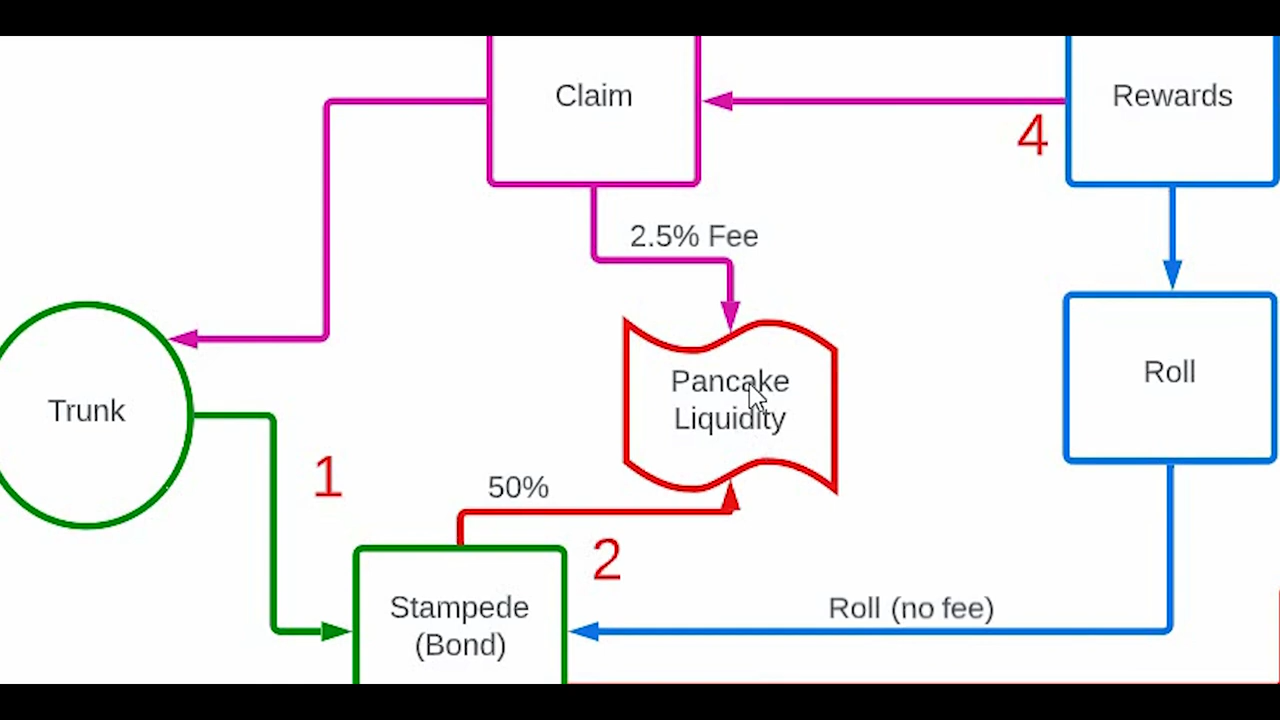 Claim
Rewards
4
2.5% Fee
Pancake
Liquidity
Roll
Trunk
1
50%
2
Stampede
(Bond)
Roll (no fee)